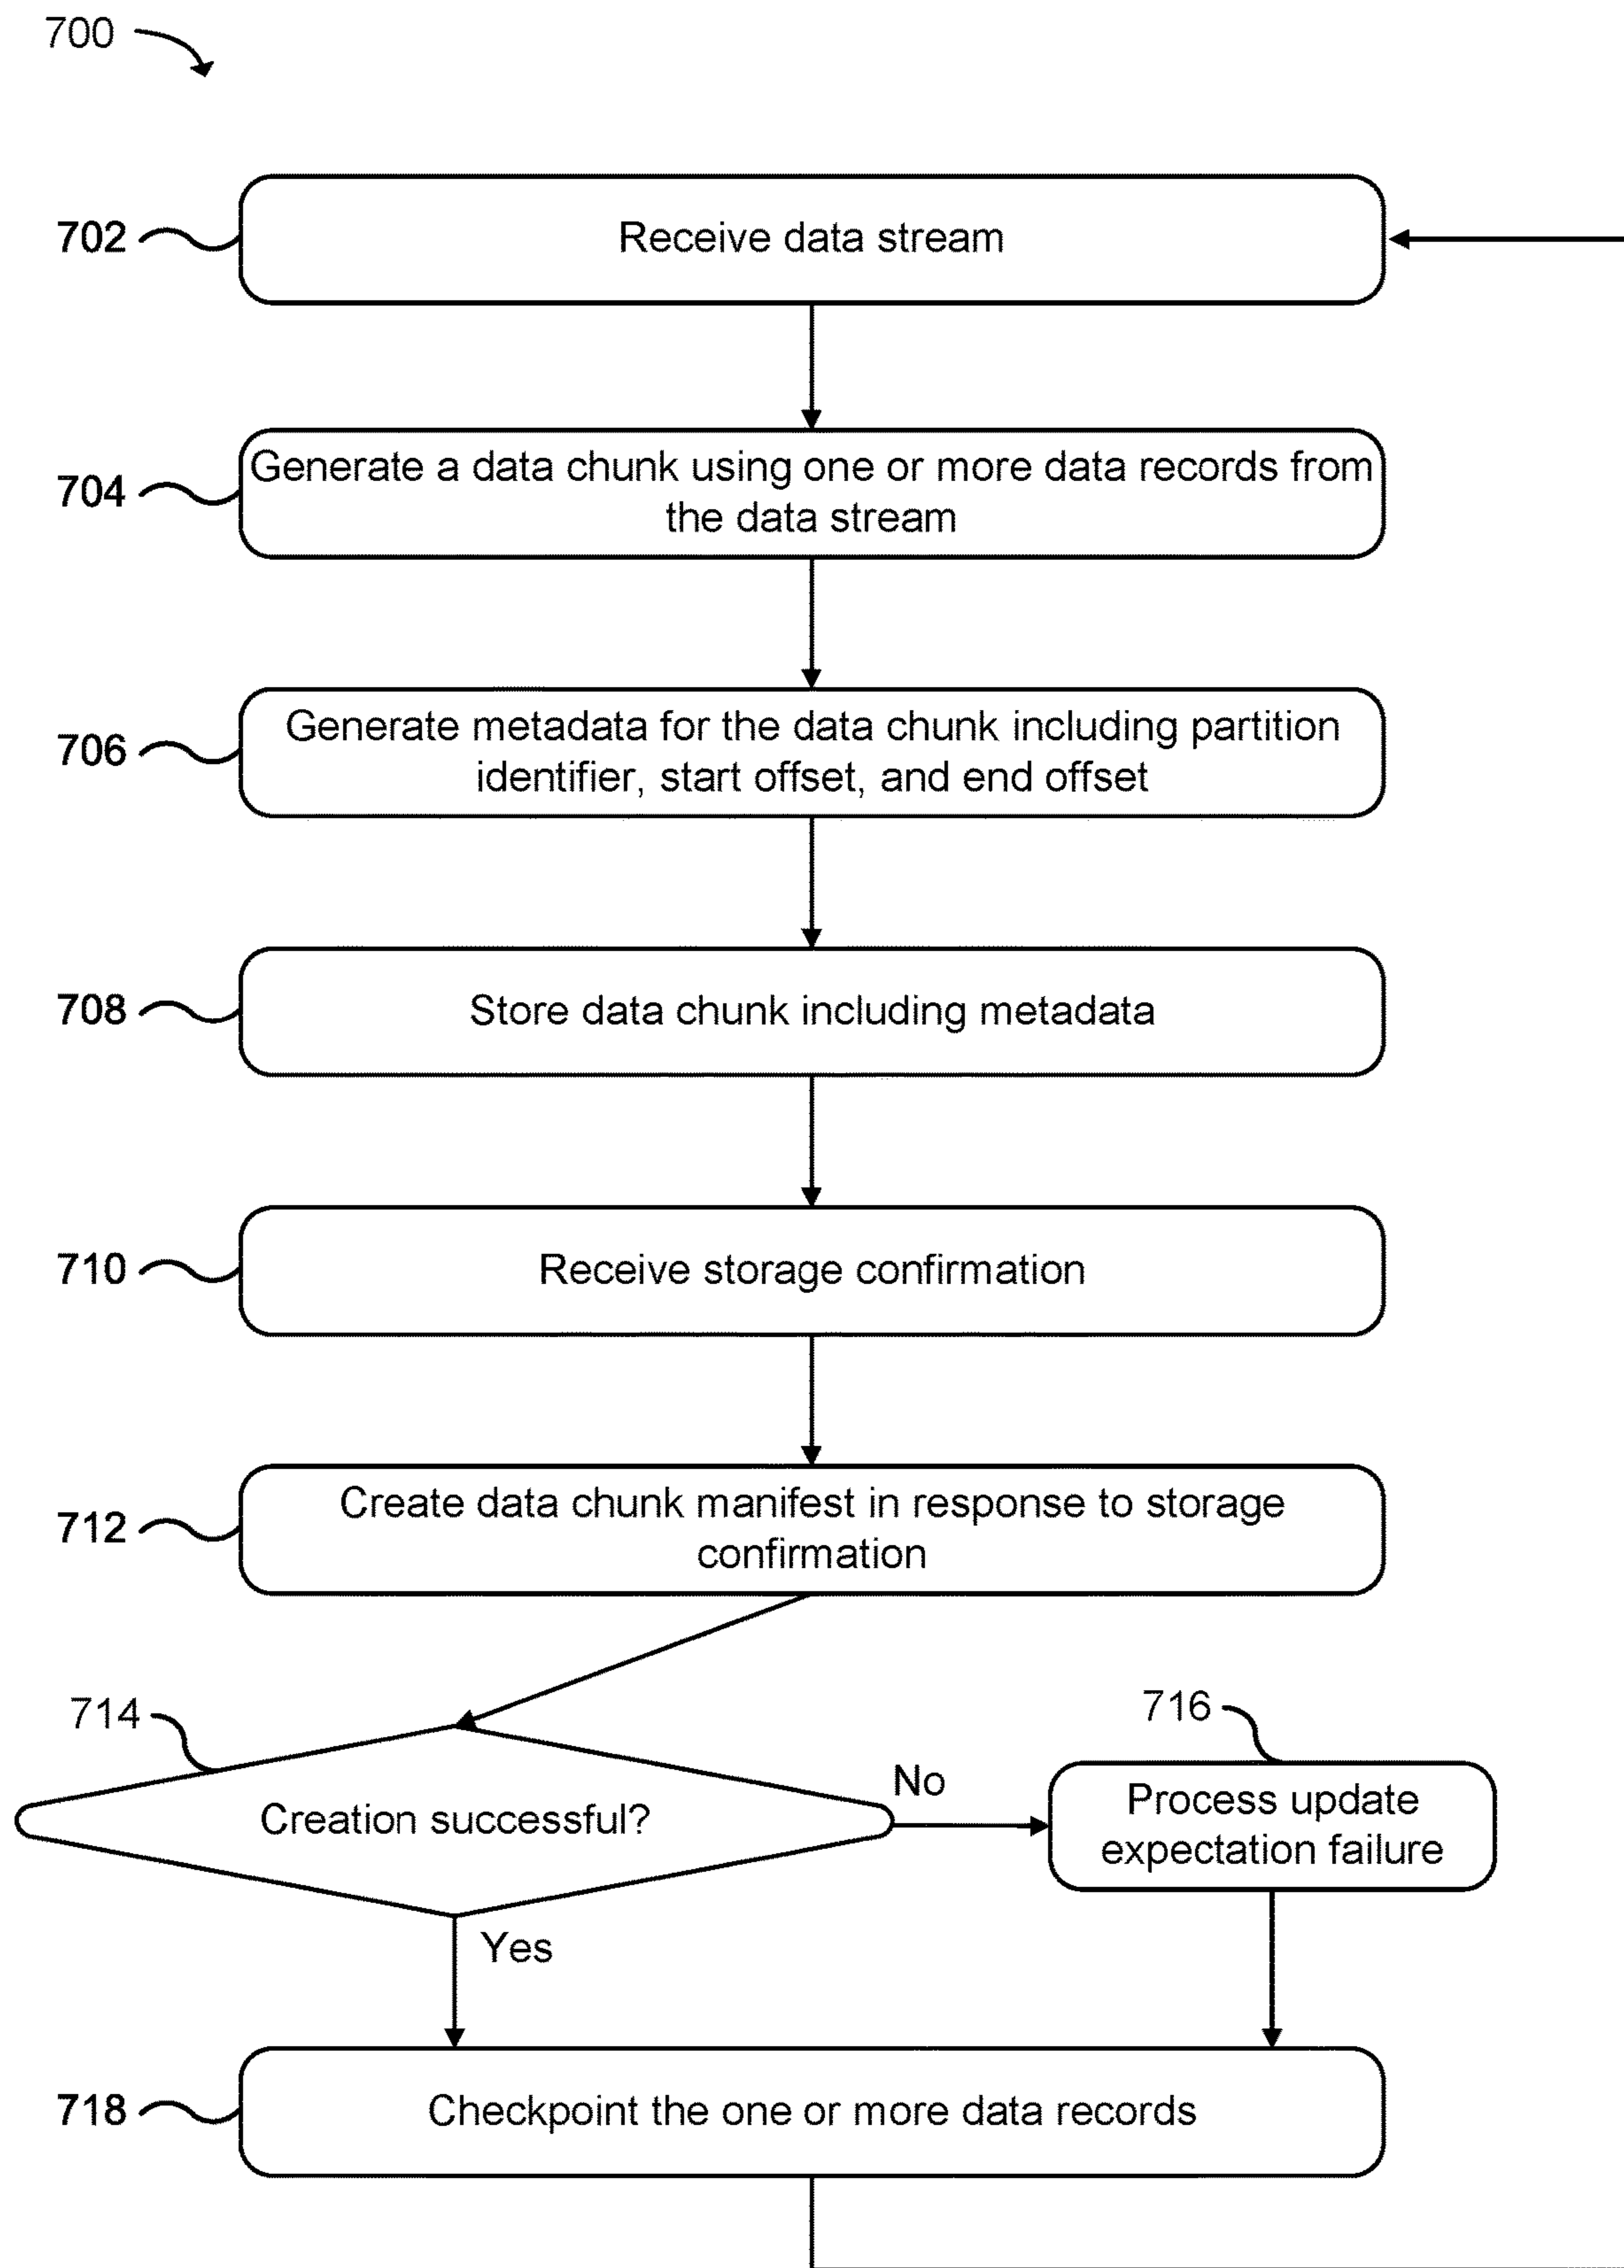 700
702
Receive data stream
704
Generate a data chunk using one or more data records from
the data stream
706
Generate metadata for the data chunk including partition
identifier, start offset, and end offset
708
Store data chunk including metadata
710
Receive storage confirmation
712
Create data chunk manifest in response to storage
confirmation
714
Creation successful?
No
716
Process update
expectation failure
Yes
718
Checkpoint the one or more data records